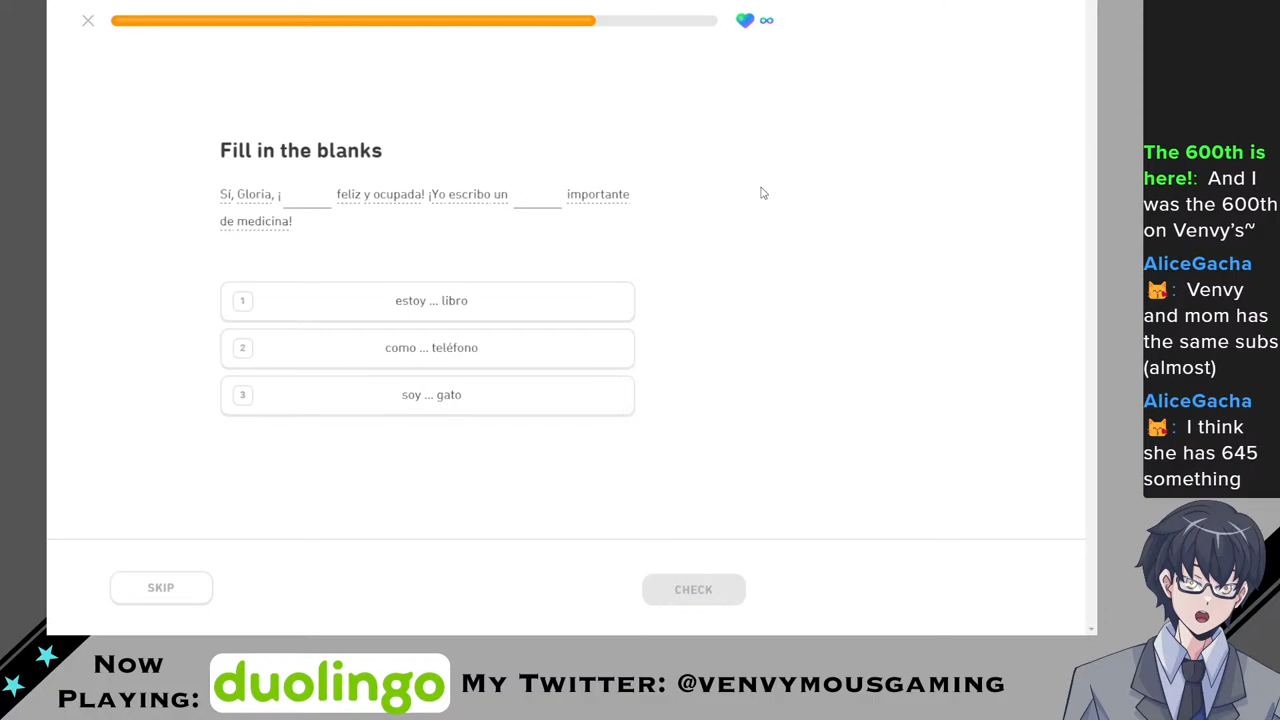 Fill in the blanks
Sí, Gloria, ¡ ______ feliz y ocupada! ¡Yo escribo un ______ importante
de medicina!
1 estoy ... libro
2 como ... teléfono
3 soy ... gato
SKIP
CHECK
The 600th is
here!: And I
was the 600th
on Venvy's~
AliceGacha
😽: Venvy
and mom has
the same subs
(almost)
AliceGacha
😽: I think
she has 645
something
Now
Playing:
duolingo
My Twitter: @venvymousgaming